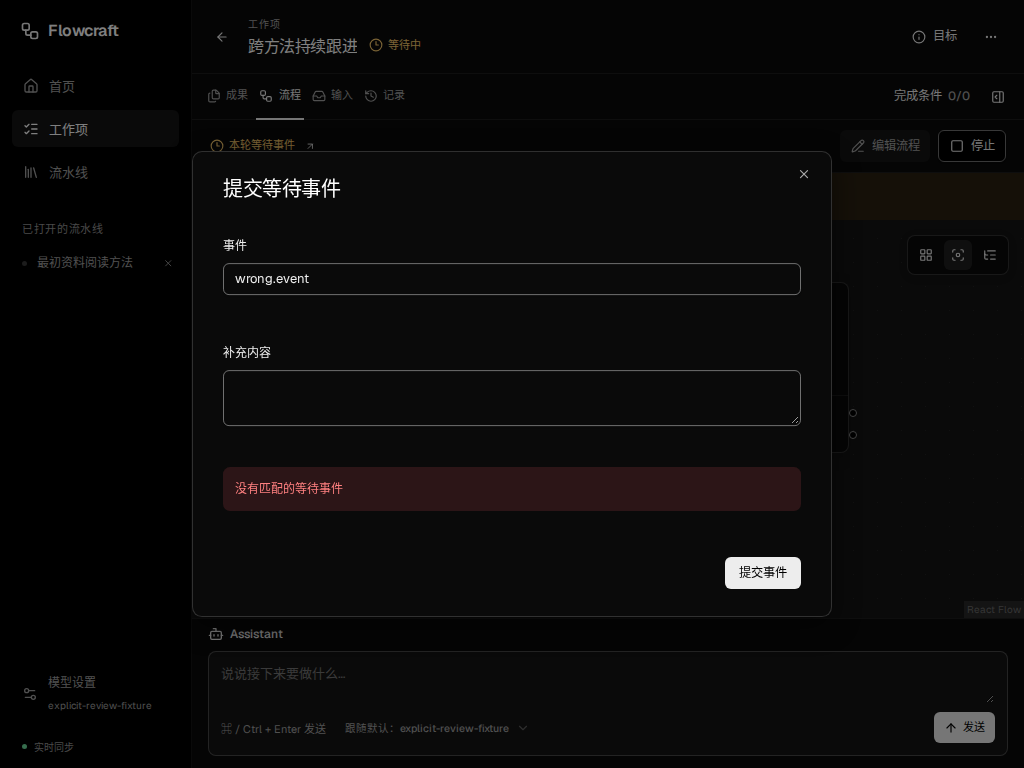 Flowcraft
首页
工作项
流水线
已打开的流水线
最初资料阅读方法
模型设置
explicit-review-fixture
实时同步
工作项
跨方法持续跟进
等待中
目标
成果
流程
输入
记录
完成条件 0/0
本轮等待事件
编辑流程
停止
提交等待事件
事件
wrong.event
补充内容
没有匹配的等待事件
提交事件
React Flow
Assistant
说说接下来要做什么...
⌘ / Ctrl + Enter 发送
跟随默认：explicit-review-fixture
发送